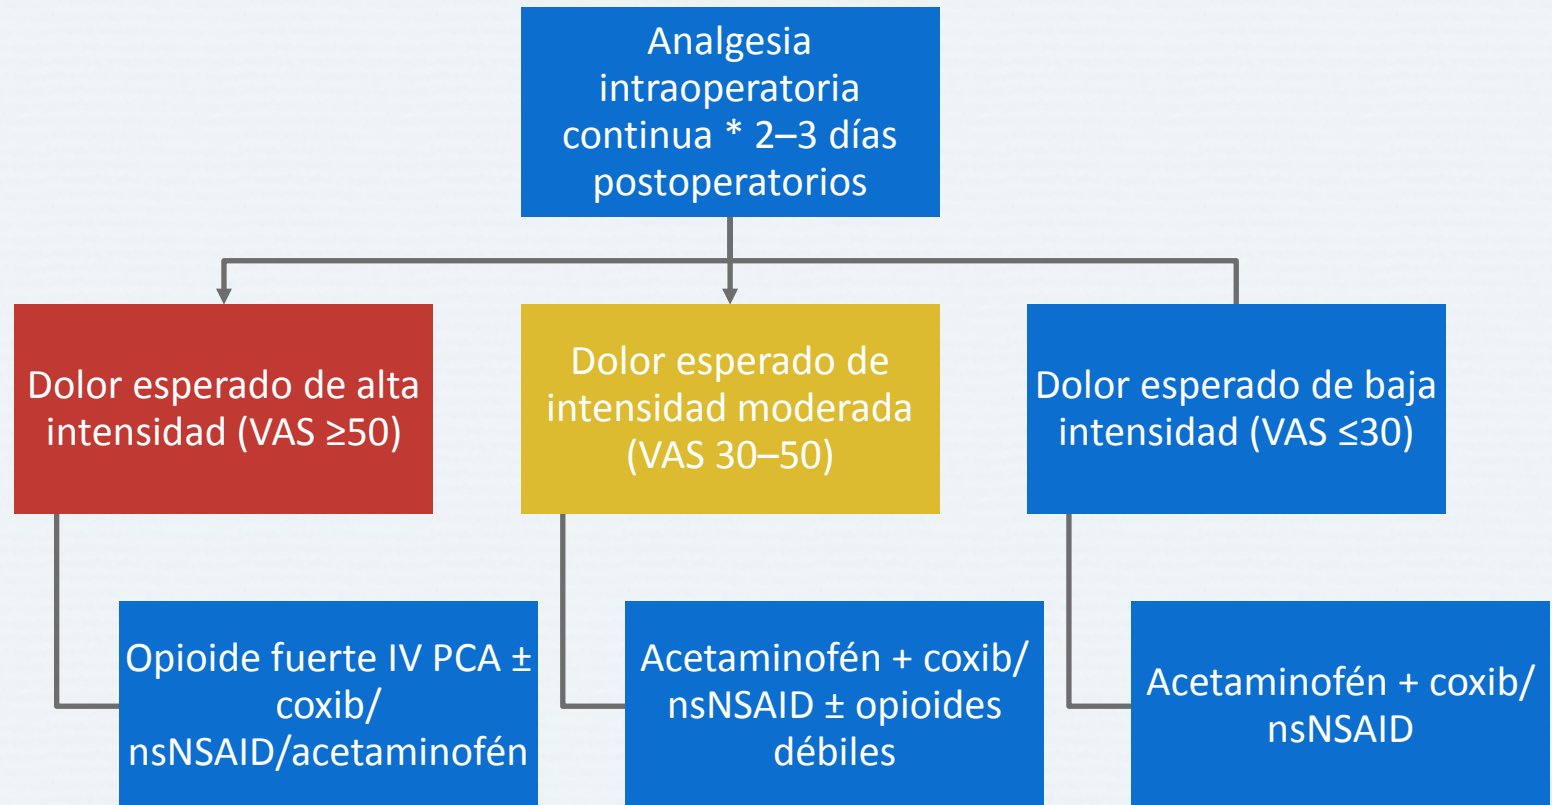 Analgesia
intraoperatoria
continua * 2–3 días
postoperatorios
Dolor esperado de alta
intensidad (VAS ≥50)
Dolor esperado de
intensidad moderada
(VAS 30–50)
Dolor esperado de baja
intensidad (VAS ≤30)
Opioide fuerte IV PCA ±
coxib/
nsNSAID/acetaminofén
Acetaminofén + coxib/
nsNSAID ± opioides
débiles
Acetaminofén + coxib/
nsNSAID